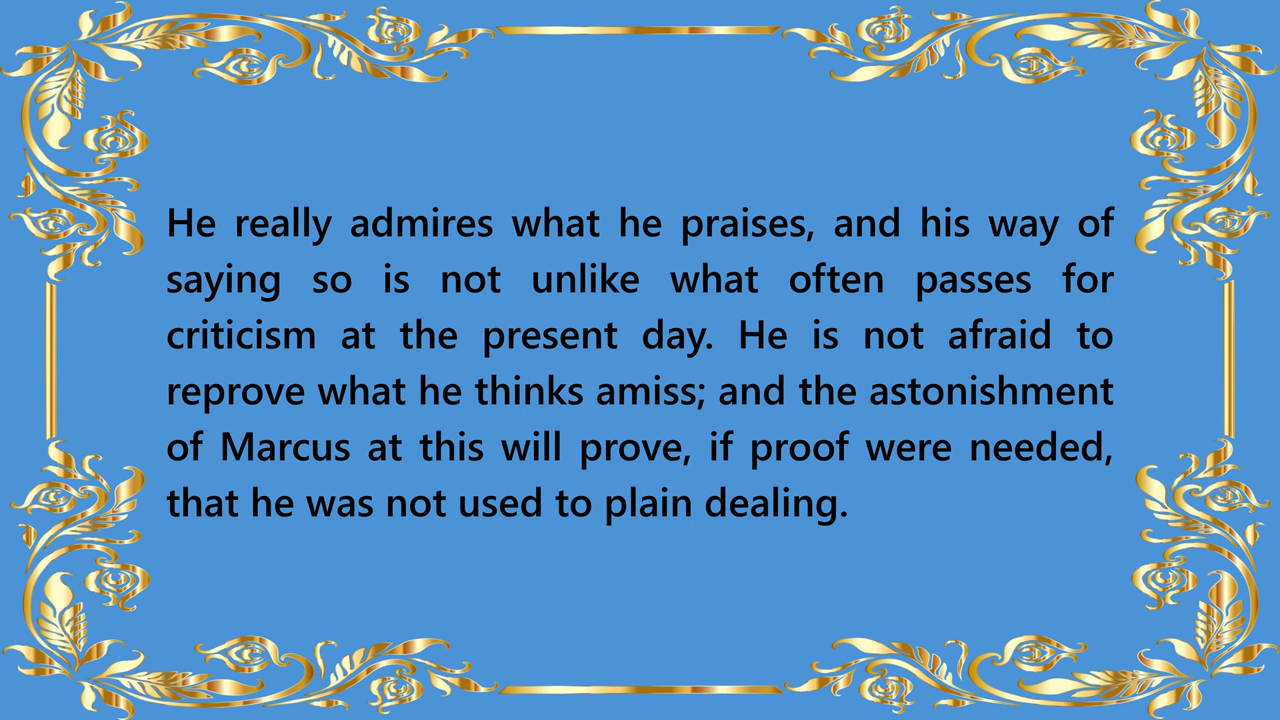 He really admires what he praises, and his way of
saying so is not unlike what often passes for
criticism at the present day. He is not afraid to
reprove what he thinks amiss; and the astonishment
of Marcus at this will prove, if proof were needed,
that he was not used to plain dealing.